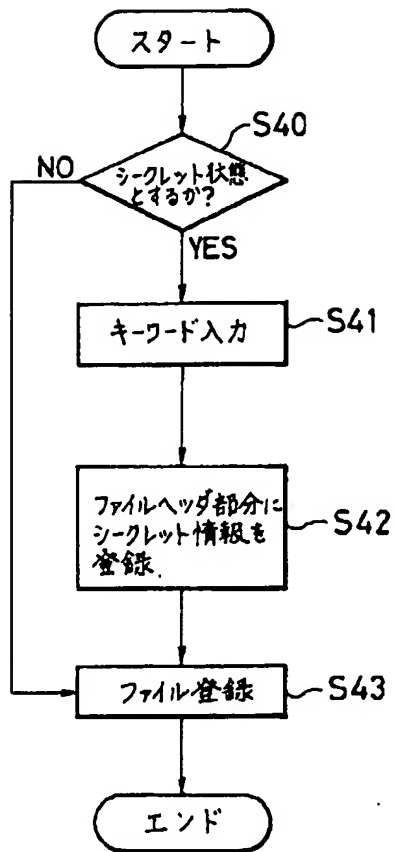 スタート
S40
シークレット状態
とするか?
NO
YES
キーワード入力
S41
ファイルヘッダ部分に
シークレット情報を
登録.
S42
ファイル登録
S43
エンド